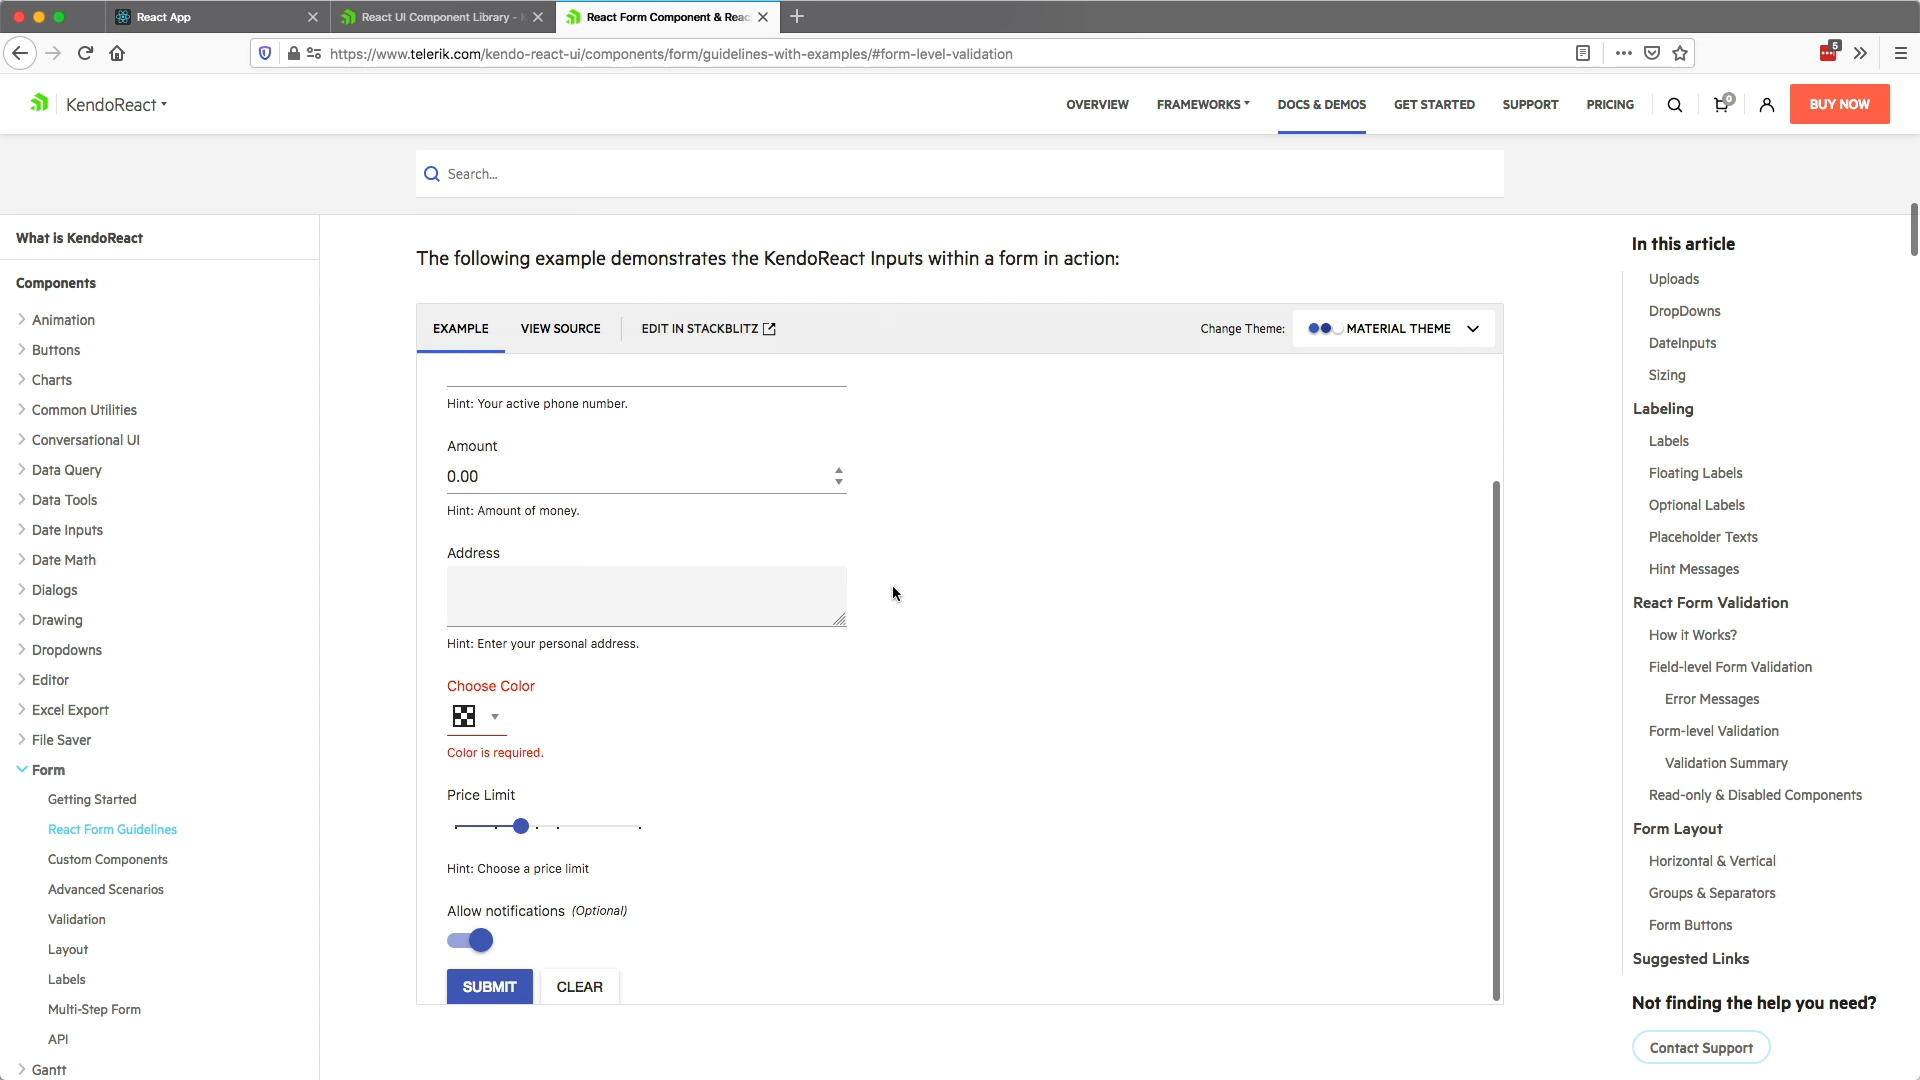 React App
React UI Component Library -
React Form Component & Reac
https://www.telerik.com/kendo-react-ui/components/form/guidelines-with-examples/#form-level-validation
5
KendoReact
OVERVIEW
FRAMEWORKS
DOCS & DEMOS
GET STARTED
SUPPORT
PRICING
0
BUY NOW
Search...
What is KendoReact
Components
Animation
Buttons
Charts
Common Utilities
Conversational UI
Data Query
Data Tools
Date Inputs
Date Math
Dialogs
Drawing
Dropdowns
Editor
Excel Export
File Saver
Form
Getting Started
React Form Guidelines
Custom Components
Advanced Scenarios
Validation
Layout
Labels
Multi-Step Form
API
Gantt
The following example demonstrates the KendoReact Inputs within a form in action:
EXAMPLE
VIEW SOURCE
EDIT IN STACKBLITZ
Change Theme:
MATERIAL THEME
Hint: Your active phone number.
Amount
0.00
Hint: Amount of money.
Address
Hint: Enter your personal address.
Choose Color
Color is required.
Price Limit
Hint: Choose a price limit
Allow notifications (Optional)
SUBMIT
CLEAR
In this article
Uploads
DropDowns
DateInputs
Sizing
Labeling
Labels
Floating Labels
Optional Labels
Placeholder Texts
Hint Messages
React Form Validation
How it Works?
Field-level Form Validation
Error Messages
Form-level Validation
Validation Summary
Read-only & Disabled Components
Form Layout
Horizontal & Vertical
Groups & Separators
Form Buttons
Suggested Links
Not finding the help you need?
Contact Support